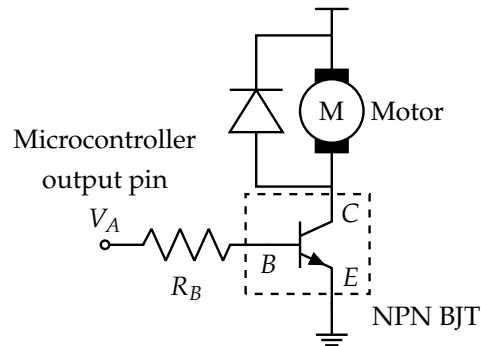 M
Motor
Microcontroller
output pin
V_A
C
B
E
R_B
NPN BJT